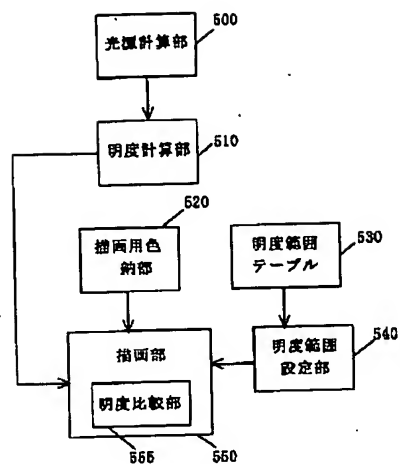 500
光源計算部
510
明度計算部
520
描画用色
納部
530
明度範囲
テーブル
描画部
明度比較部
540
明度範囲
設定部
555
550